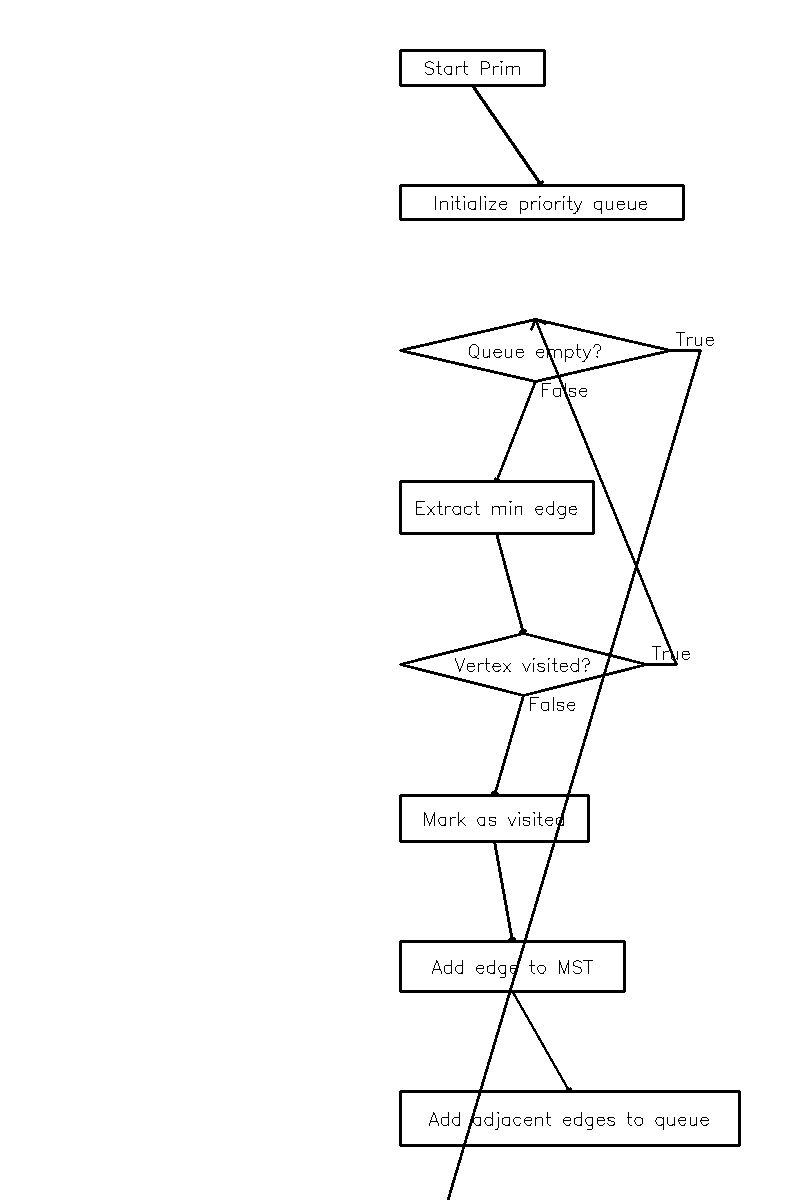 Start Prim
Initialize priority queue
True
Queue empty?
False
Extract min edge
True
Vertex visited?
False
Mark as visited
Add edge to MST
Add adjacent edges to queue